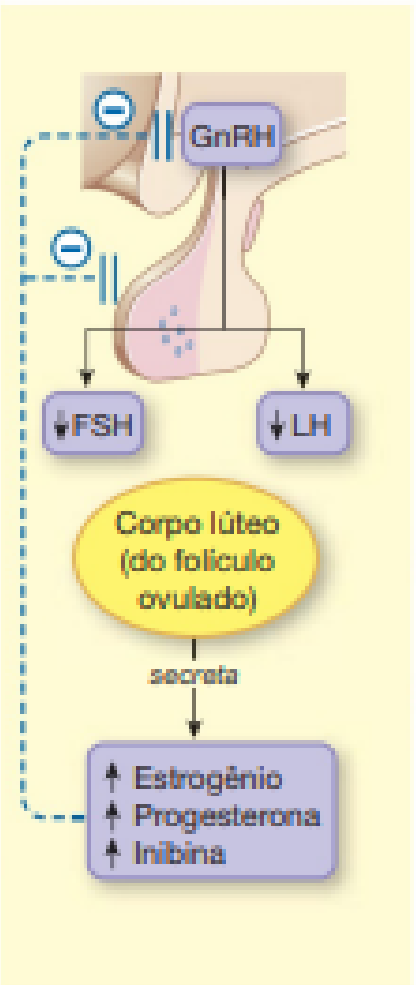 GnRH
↓FSH
↓LH
Corpo lúteo
(do folículo
ovulado)
secreta
↑ Estrogênio
↑ Progesterona
↑ Inibina